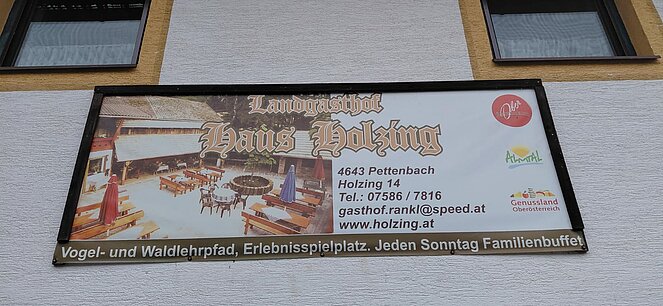 Landgasthof
Haus Holzing
4643 Pettenbach
Holzing 14
Tel.: 07586 / 7816
gasthof.rankl@speed.at
www.holzing.at
Ober
ALMTAL
Genussland
Oberösterreich
Vogel- und Waldlehrpfad, Erlebnisspielplatz. Jeden Sonntag Familienbuffet